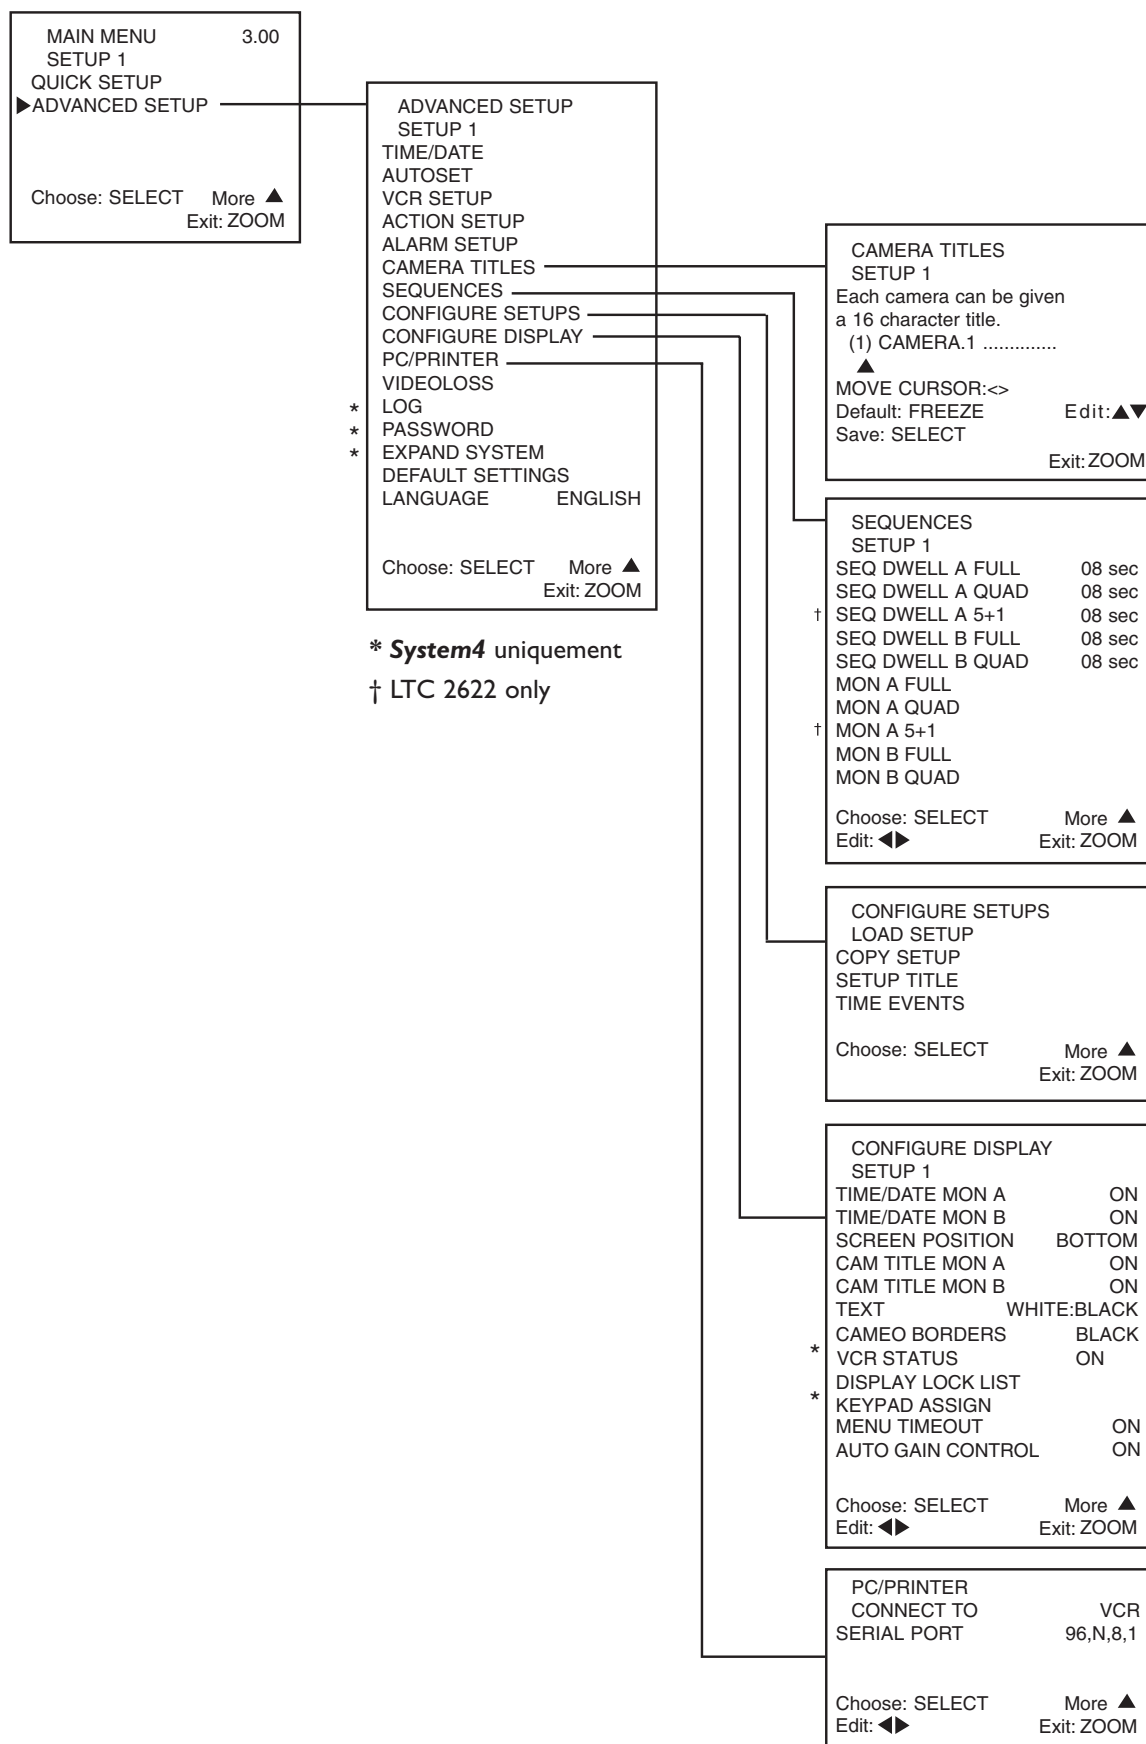 MAIN MENU 3.00
SETUP 1
QUICK SETUP
▶ADVANCED SETUP
Choose: SELECT More ▲
Exit: ZOOM
ADVANCED SETUP
SETUP 1
TIME/DATE
AUTOSET
VCR SETUP
ACTION SETUP
ALARM SETUP
CAMERA TITLES
SEQUENCES
CONFIGURE SETUPS
CONFIGURE DISPLAY
PC/PRINTER
VIDEOLOSS
* LOG
* PASSWORD
* EXPAND SYSTEM
DEFAULT SETTINGS
LANGUAGE ENGLISH
Choose: SELECT More ▲
Exit: ZOOM
* System4 uniquement
† LTC 2622 only
CAMERA TITLES
SETUP 1
Each camera can be given
a 16 character title.
(1) CAMERA.1 ..............
▲
MOVE CURSOR:<>
Default: FREEZE Edit:▲▼
Save: SELECT
Exit: ZOOM
SEQUENCES
SETUP 1
SEQ DWELL A FULL 08 sec
SEQ DWELL A QUAD 08 sec
† SEQ DWELL A 5+1 08 sec
SEQ DWELL B FULL 08 sec
SEQ DWELL B QUAD 08 sec
MON A FULL
MON A QUAD
† MON A 5+1
MON B FULL
MON B QUAD
Choose: SELECT More ▲
Edit: ◀▶ Exit: ZOOM
CONFIGURE SETUPS
LOAD SETUP
COPY SETUP
SETUP TITLE
TIME EVENTS
Choose: SELECT More ▲
Exit: ZOOM
CONFIGURE DISPLAY
SETUP 1
TIME/DATE MON A ON
TIME/DATE MON B ON
SCREEN POSITION BOTTOM
CAM TITLE MON A ON
CAM TITLE MON B ON
TEXT WHITE:BLACK
CAMEO BORDERS BLACK
* VCR STATUS ON
DISPLAY LOCK LIST
* KEYPAD ASSIGN
MENU TIMEOUT ON
AUTO GAIN CONTROL ON
Choose: SELECT More ▲
Edit: ◀▶ Exit: ZOOM
PC/PRINTER
CONNECT TO VCR
SERIAL PORT 96,N,8,1
Choose: SELECT More ▲
Edit: ◀▶ Exit: ZOOM